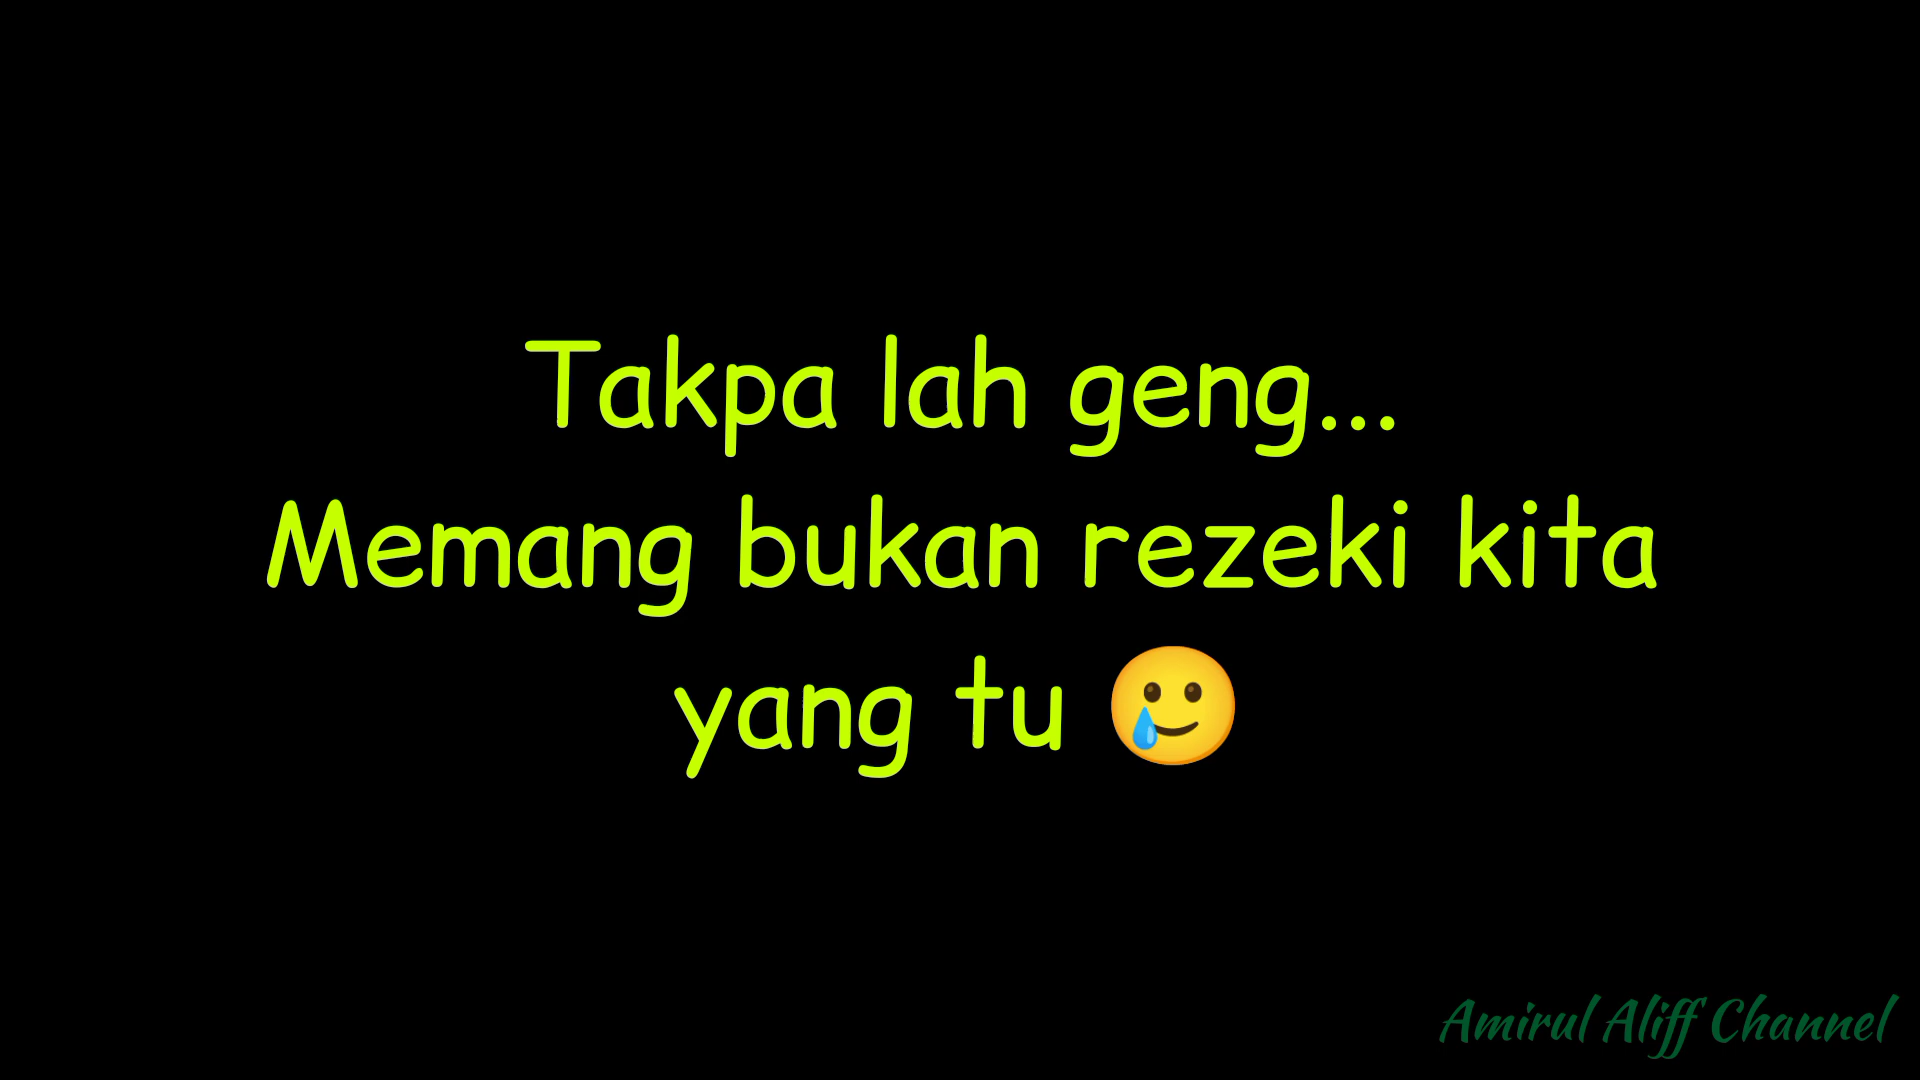 Takpa lah geng...
Memang bukan rezeki kita
yang tu 🥲
Amirul Aliff Channel